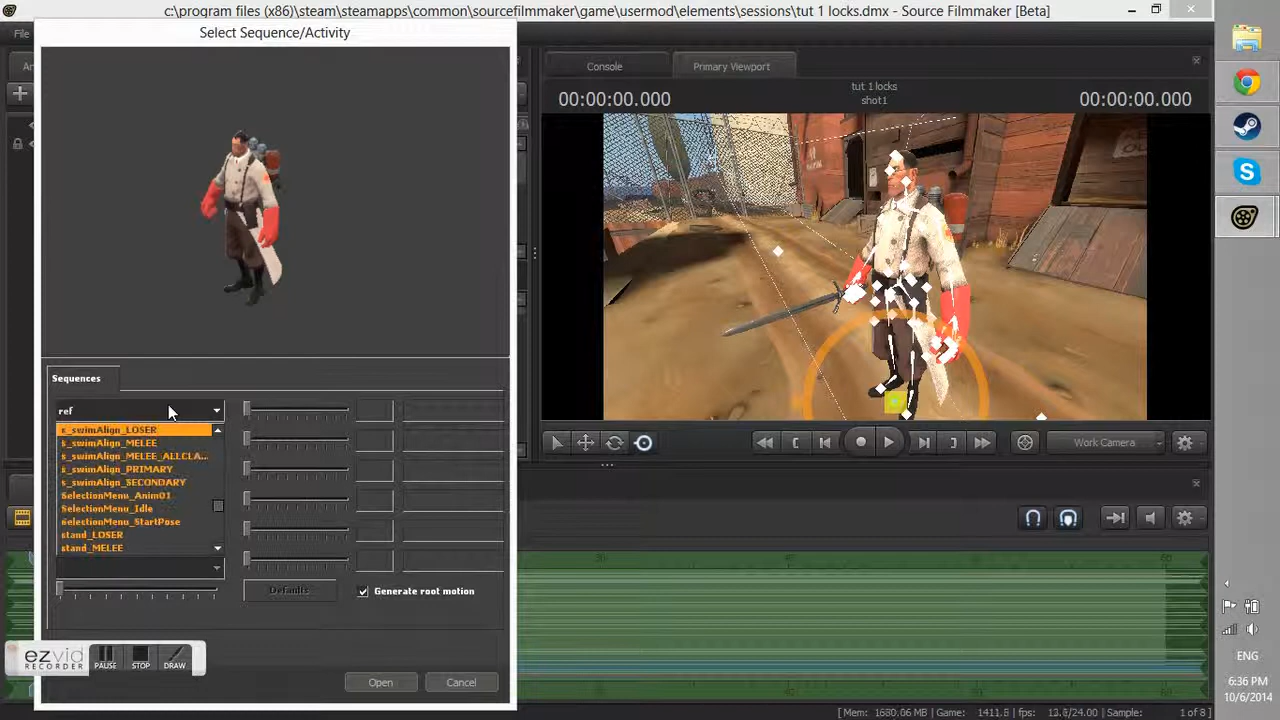 c:\program files (x86)\steam\steamapps\common\sourcefilmmaker\game\usermod\elements\sessions\tut 1 locks.dmx - Source Filmmaker [Beta]
File
Select Sequence/Activity
Console
Primary Viewport
tut 1 locks
shot1
00:00:00.000
00:00:00.000
Sequences
ref
s_swimAlign_LOSER
s_swimAlign_MELEE
s_swimAlign_MELEE_ALLCLA...
s_swimAlign_PRIMARY
s_swimAlign_SECONDARY
SelectionMenu_Anim01
SelectionMenu_Idle
SelectionMenu_StartPose
stand_LOSER
stand_MELEE
Defaults
Generate root motion
Open
Cancel
Work Camera
ezvid
RECORDER
PAUSE
STOP
DRAW
ENG
6:36 PM
10/6/2014